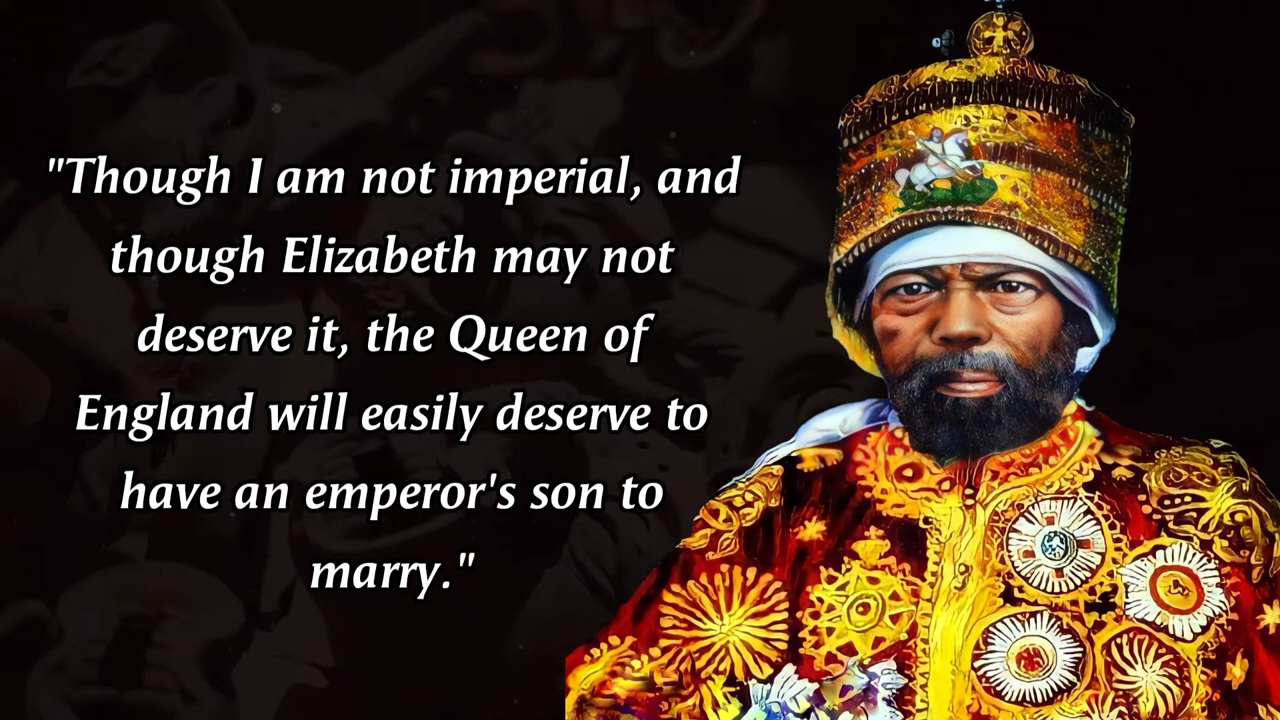 "Though I am not imperial, and
though Elizabeth may not
deserve it, the Queen of
England will easily deserve to
have an emperor's son to
marry."